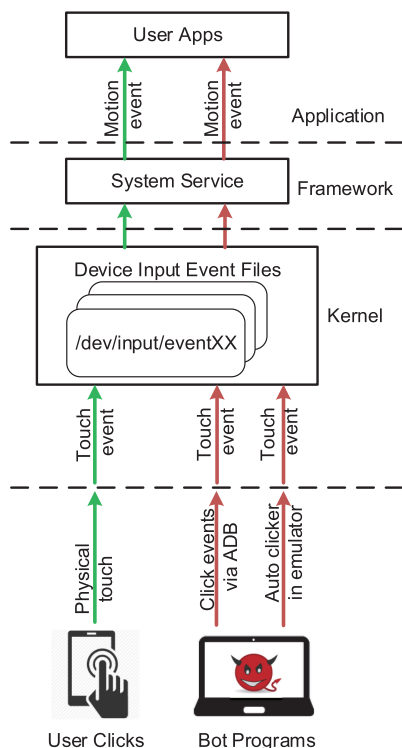 User Apps
Motion
event
Motion
event
Application
System Service
Framework
Device Input Event Files
/dev/input/eventXX
Kernel
Touch
event
Touch
event
Touch
event
Physical
touch
Click events
via ADB
Auto clicker
in emulator
User Clicks
Bot Programs